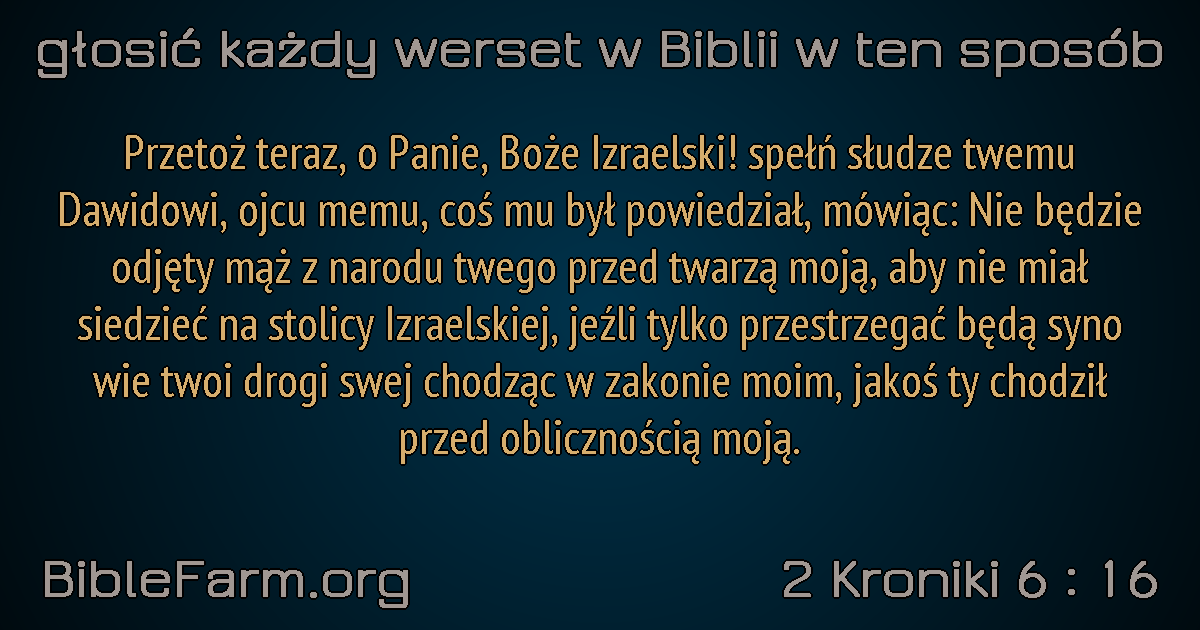 głosić każdy werset w Biblii w ten sposób
Przetoż teraz, o Panie, Boże Izraelski! spełń słudze twemu
Dawidowi, ojcu memu, coś mu był powiedział, mówiąc: Nie będzie
odjęty mąż z narodu twego przed twarzą moją, aby nie miał
siedzieć na stolicy Izraelskiej, jeźli tylko przestrzegać będą syno
wie twoi drogi swej chodząc w zakonie moim, jakoś ty chodził
przed oblicznością moją.
BibleFarm.org
2 Kroniki 6 : 16